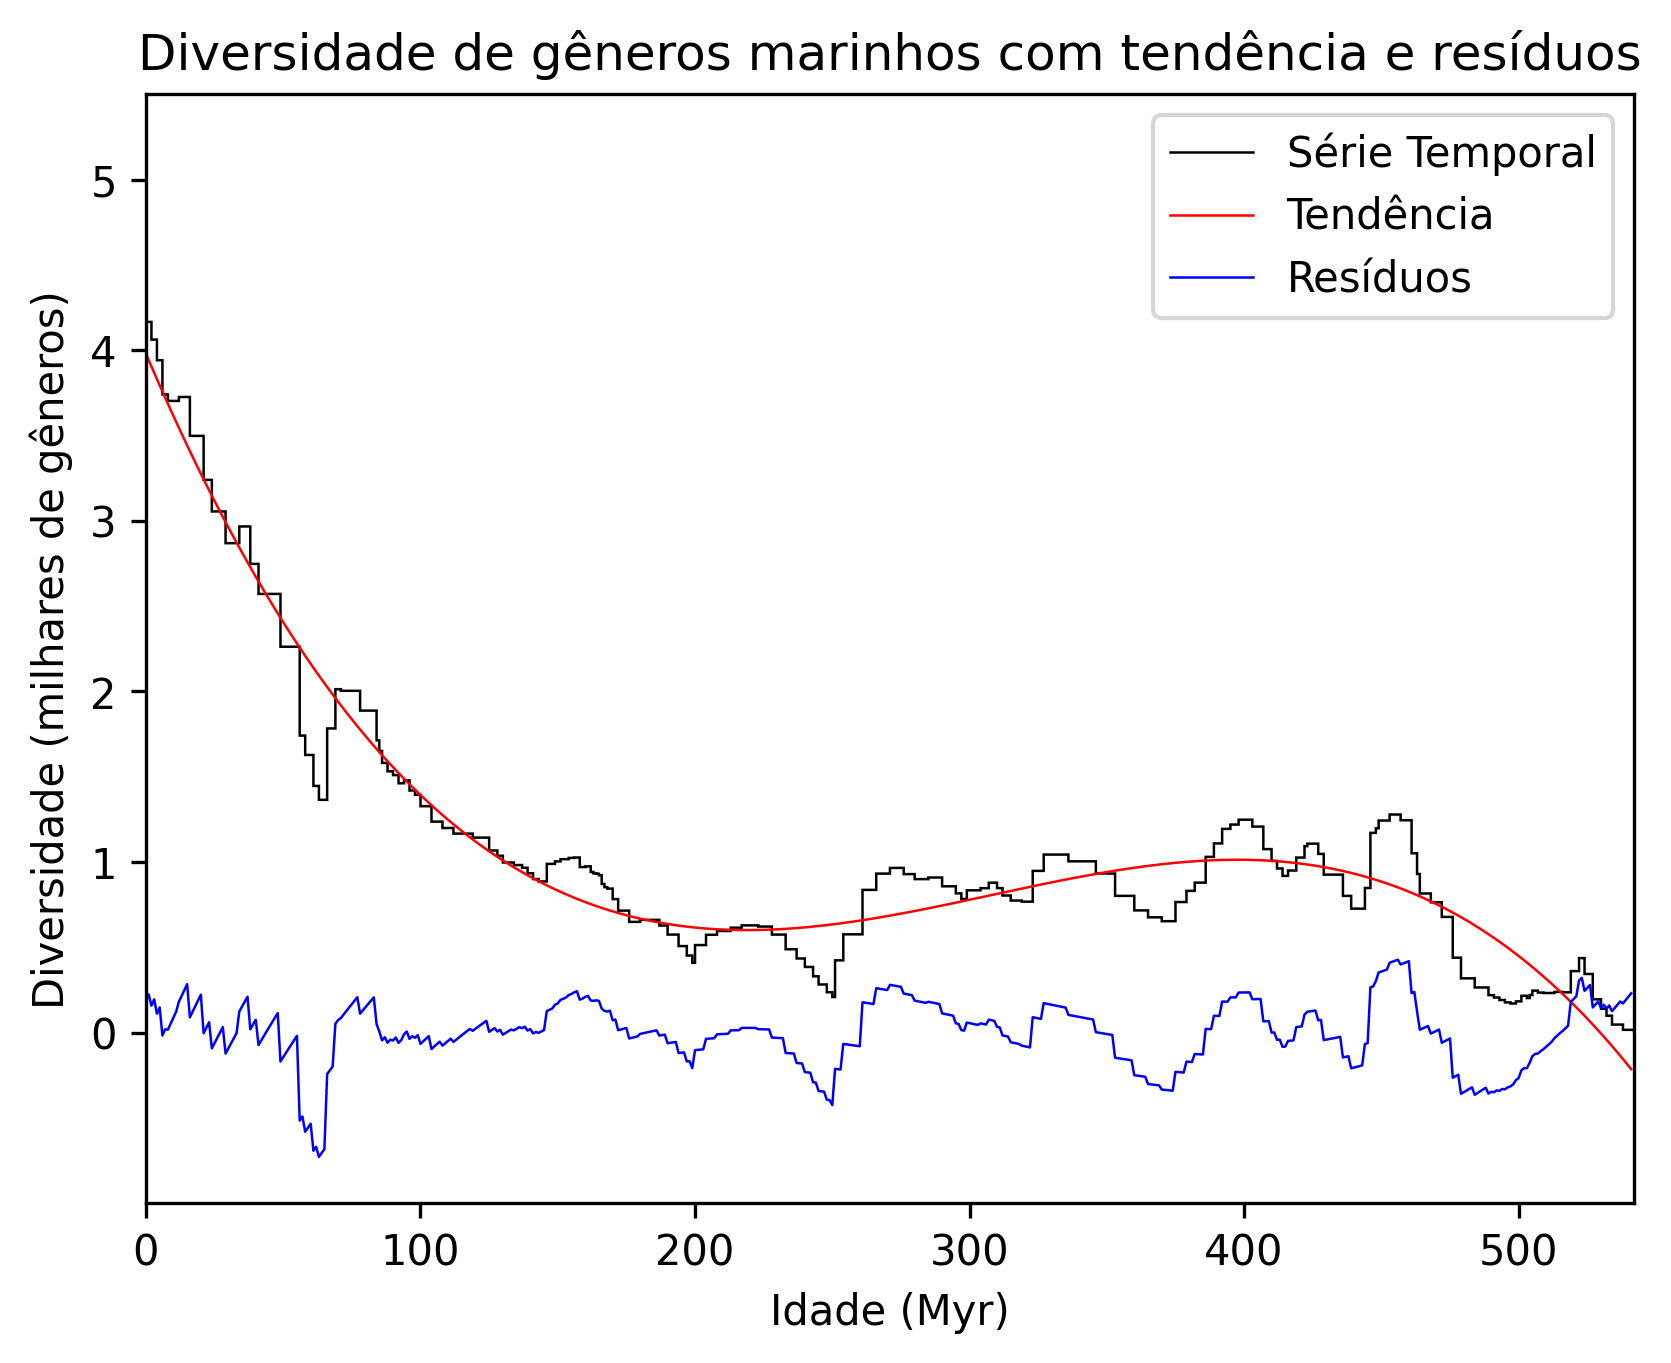 Diversidade de gêneros marinhos com tendência e resíduos
Série Temporal
Tendência
Resíduos
Diversidade (milhares de gêneros)
5
4
3
2
1
0
0 100 200 300 400 500
Idade (Myr)